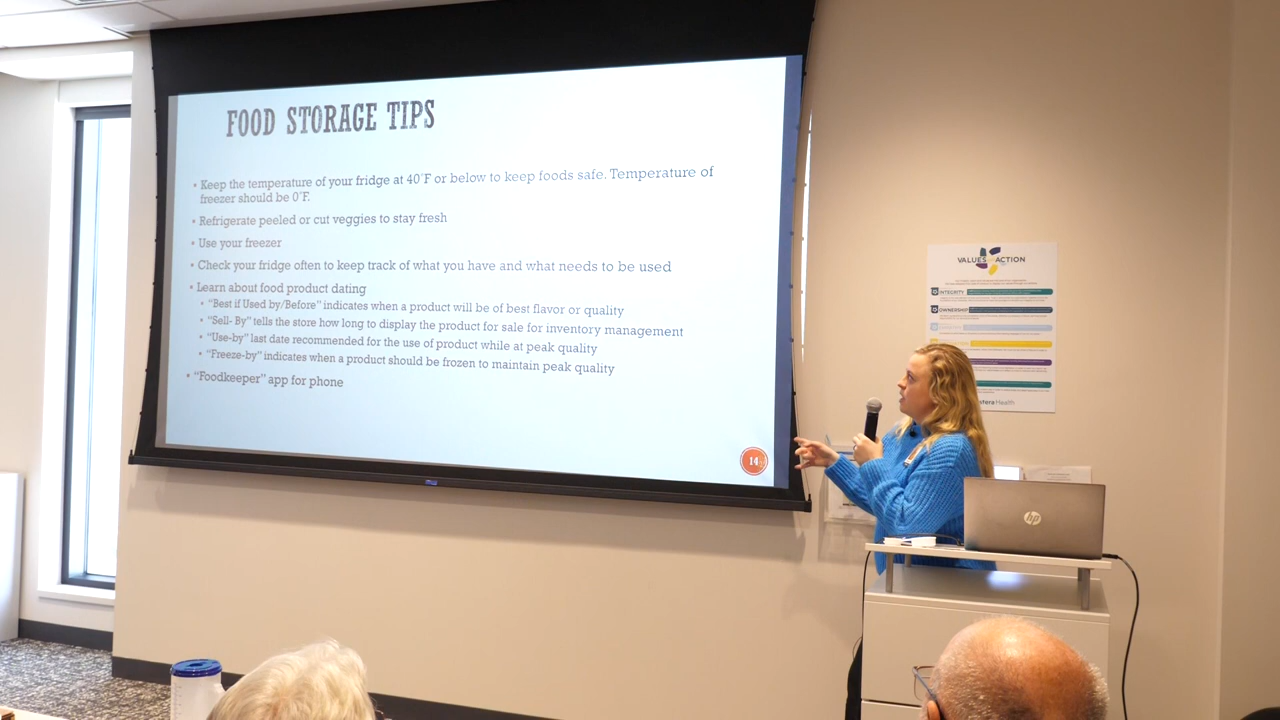 FOOD STORAGE TIPS
• Keep the temperature of your fridge at 40°F or below to keep foods safe. Temperature of
freezer should be 0°F.
• Refrigerate peeled or cut veggies to stay fresh
• Use your freezer
• Check your fridge often to keep track of what you have and what needs to be used
• Learn about food product dating
• "Best if Used by/Before" indicates when a product will be of best flavor or quality
• "Sell- By" tells the store how long to display the product for sale for inventory management
• "Use-by" last date recommended for the use of product while at peak quality
• "Freeze-by" indicates when a product should be frozen to maintain peak quality
• "Foodkeeper" app for phone
14
VALUES ACTION
INTEGRITY
OWNERSHIP
Health
hp